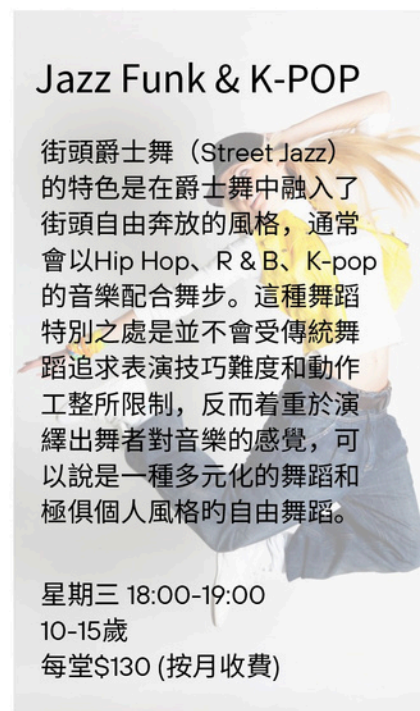 Jazz Funk & K-POP
街頭爵士舞（Street Jazz）
的特色是在爵士舞中融入了
街頭自由奔放的風格，通常
會以Hip Hop、R & B、K-pop
的音樂配合舞步。這種舞蹈
特別之處是並不會受傳統舞
蹈追求表演技巧難度和動作
工整所限制，反而着重於演
繹出舞者對音樂的感覺，可
以說是一種多元化的舞蹈和
極俱個人風格旳自由舞蹈。
星期三 18:00-19:00
10-15歲
每堂$130 (按月收費)